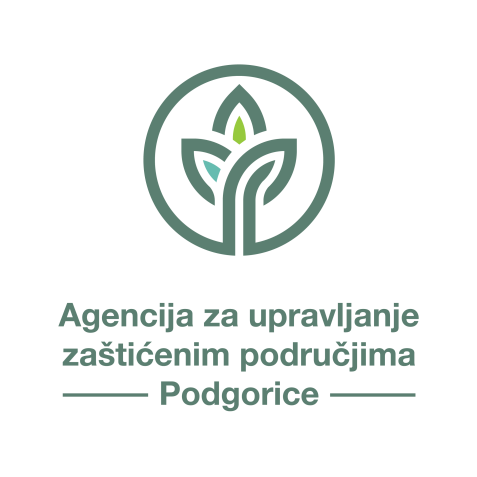 Agencija za upravljanje
zaštićenim područjima
Podgorice